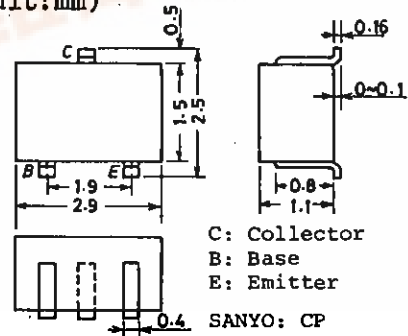 unit:mm)
0.5
0.16
C
1.5
2.5
0~0.1
B
E
1.9
2.9
0.8
1.1
C: Collector
B: Base
E: Emitter
0.4
SANYO: CP